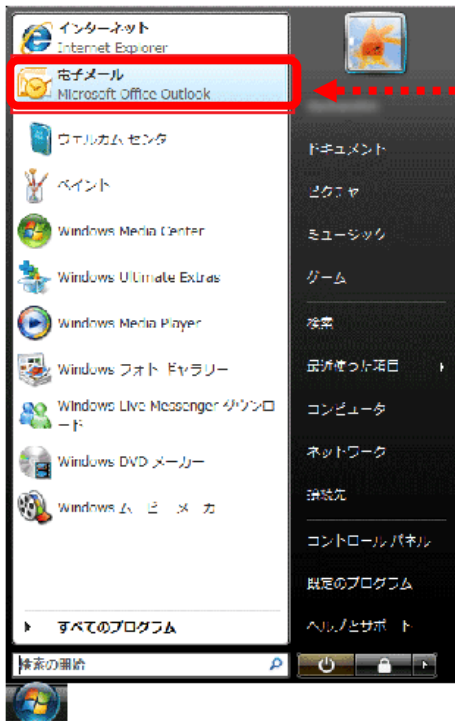 インターネット
Internet Explorer
電子メール
Microsoft Office Outlook
ウェルカム センタ
ペイント
Windows Media Center
Windows Ultimate Extras
Windows Media Player
Windows フォト ギャラリー
Windows Live Messenger ダウンロ
ード
Windows DVD メーカー
Windows ムービー メーカ
すべてのプログラム
検索の開始
ドキュメント
ピクチャ
ミュージック
ゲーム
検索
最近使った項目
コンピュータ
ネットワーク
接続先
コントロール パネル
既定のプログラム
ヘルプとサポート